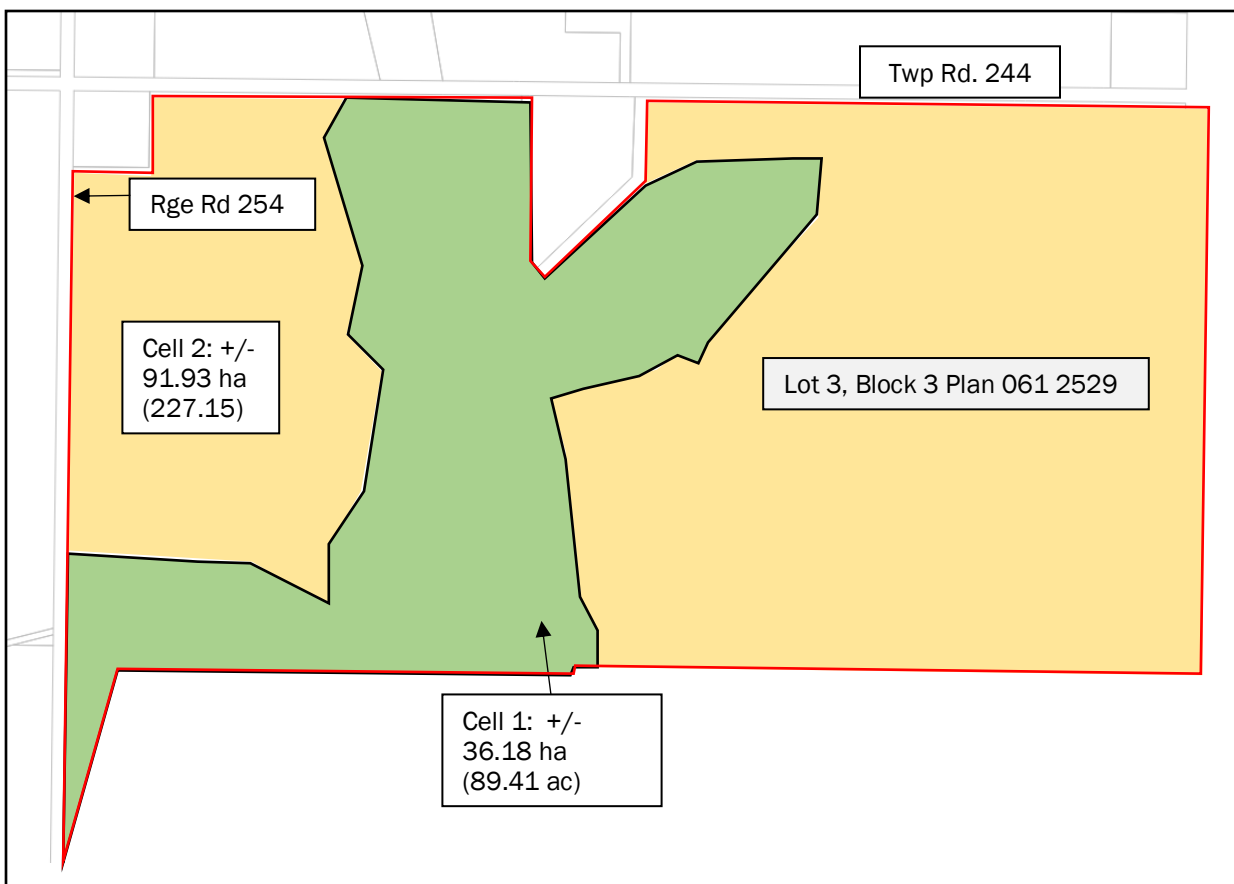 Twp Rd. 244
Rge Rd 254
Cell 2: +/-
91.93 ha
(227.15)
Lot 3, Block 3 Plan 061 2529
Cell 1: +/-
36.18 ha
(89.41 ac)